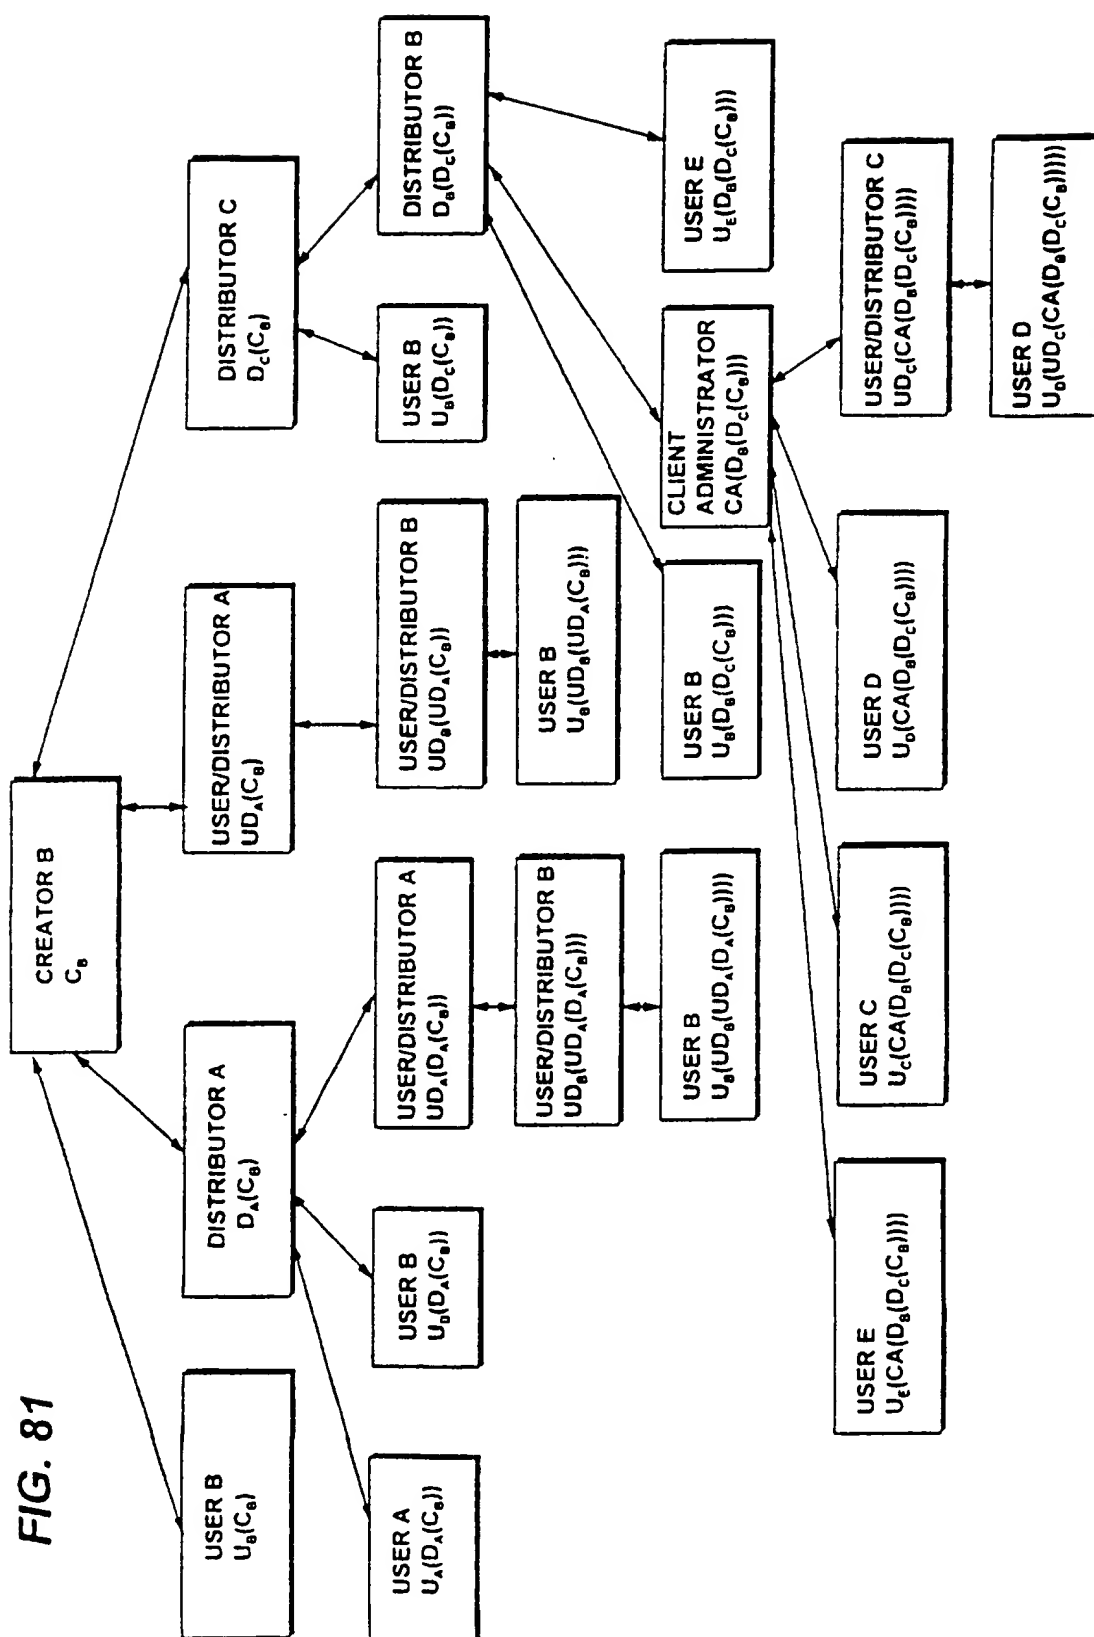 FIG. 81
CREATOR B
C_B
USER B
U_B(C_B)
DISTRIBUTOR A
D_A(C_B)
USER/DISTRIBUTOR A
UD_A(C_B)
DISTRIBUTOR C
D_C(C_B)
USER A
U_A(D_A(C_B))
USER B
U_D(D_A(C_B))
USER/DISTRIBUTOR A
UD_A(D_A(C_B))
USER/DISTRIBUTOR B
UD_B(UD_A(C_B))
USER B
U_B(D_C(C_B))
DISTRIBUTOR B
D_B(D_C(C_B))
USER/DISTRIBUTOR B
UD_B(UD_A(D_A(C_B)))
USER B
U_B(UD_B(UD_A(C_B)))
USER B
U_B(UD_B(UD_A(D_A(C_B))))
USER B
U_B(D_B(D_C(C_B)))
CLIENT
ADMINISTRATOR
CA(D_B(D_C(C_B)))
USER E
U_E(D_B(D_C(C_B)))
USER E
U_E(CA(D_B(D_C(C_B))))
USER C
U_C(CA(D_B(D_C(C_B))))
USER D
U_D(CA(D_B(D_C(C_B))))
USER/DISTRIBUTOR C
UD_C(CA(D_B(D_C(C_B))))
USER D
U_D(UD_C(CA(D_B(D_C(C_B)))))